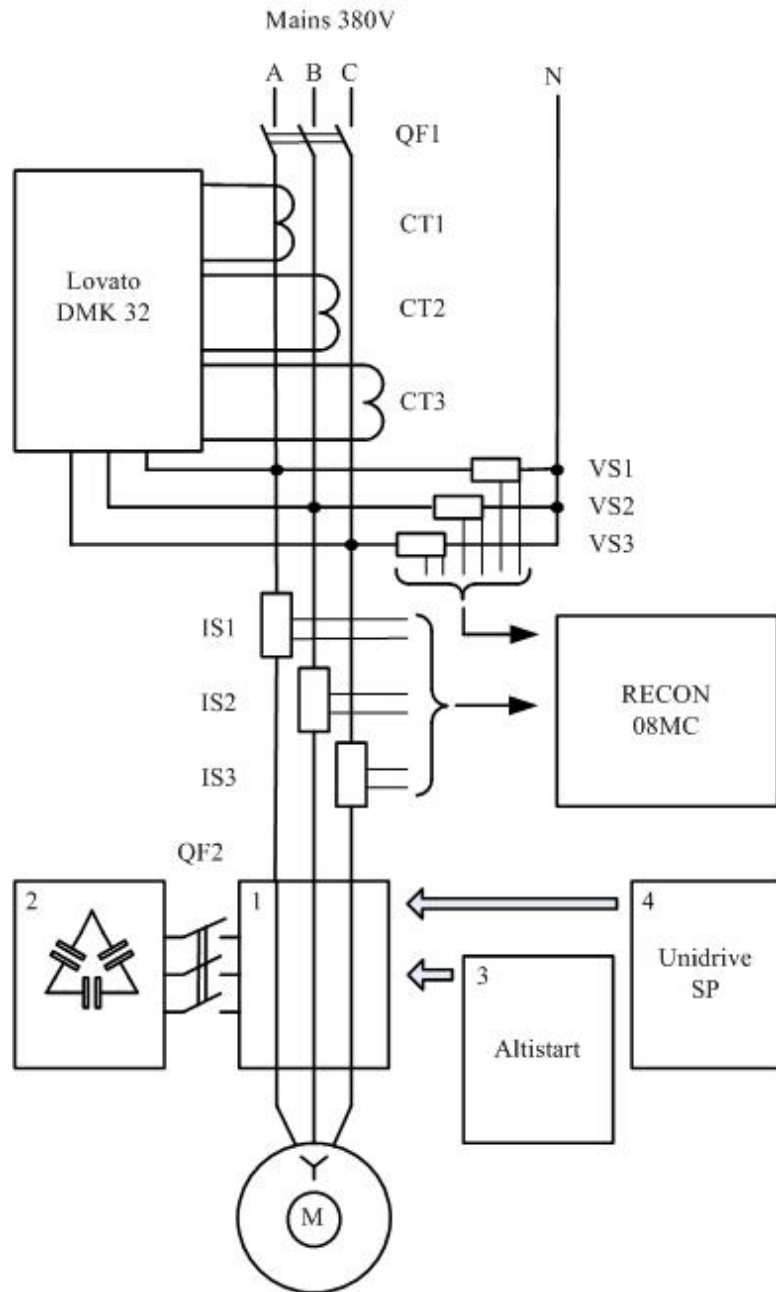 Mains 380V
A B C N
QF1
CT1
Lovato
DMK 32
CT2
CT3
VS1
VS2
VS3
IS1
RECON
08MC
IS2
IS3
QF2
2
1
4
Unidrive
SP
3
Altistart
M